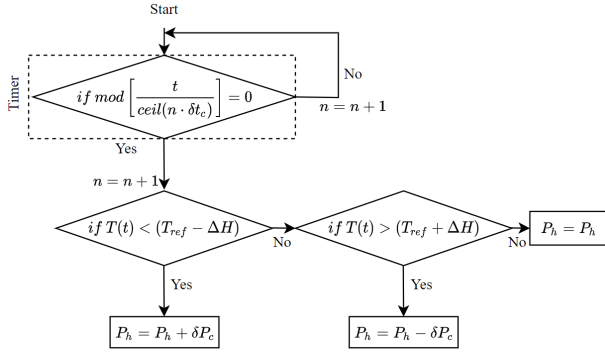 Start
Timer
if mod [ t / ceil(n · δt_c) ] = 0
No
n = n + 1
Yes
n = n + 1
if T(t) < (T_ref − ΔH)
No
if T(t) > (T_ref + ΔH)
No
P_h = P_h
Yes
Yes
P_h = P_h + δP_c
P_h = P_h − δP_c